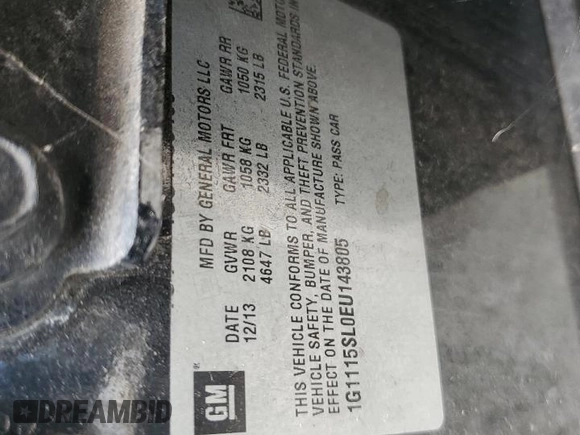 MFD BY GENERAL MOTORS LLC
DATE GVWR GAWR FRT GAWR RR
12/13 2108 KG 1058 KG 1050 KG
4647 LB 2332 LB 2315 LB
THIS VEHICLE CONFORMS TO ALL APPLICABLE U.S. FEDERAL
VEHICLE SAFETY, BUMPER, AND THEFT PREVENTION STANDARDS IN
EFFECT ON THE DATE OF MANUFACTURE SHOWN ABOVE.
1G1115SL0EU143805 TYPE: PASS CAR
GM
DREAMBID